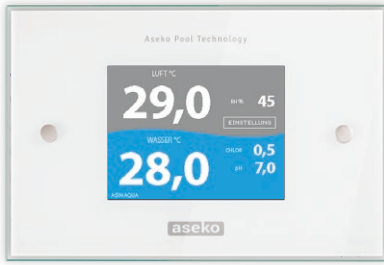 Aseko Pool Technology
LUFT °C
29,0
RH % 45
EINSTELLUNG
WASSER °C
28,0
CHLOR 0,5
pH 7,0
ASIN AQUA
aseko